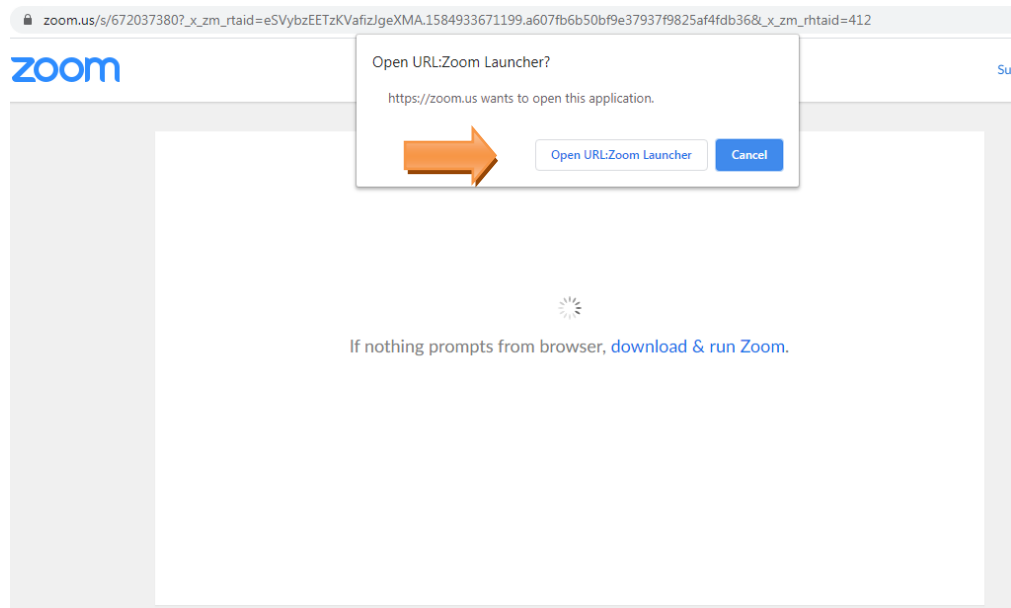 zoom.us/s/672037380?_x_zm_rtaid=eSVybzEETzKVafizJgeXMA.1584933671199.a607fb6b50bf9e37937f9825af4fdb36&_x_zm_rhtaid=412
zoom
Su
Open URL:Zoom Launcher?
https://zoom.us wants to open this application.
Open URL:Zoom Launcher
Cancel
If nothing prompts from browser, download & run Zoom.